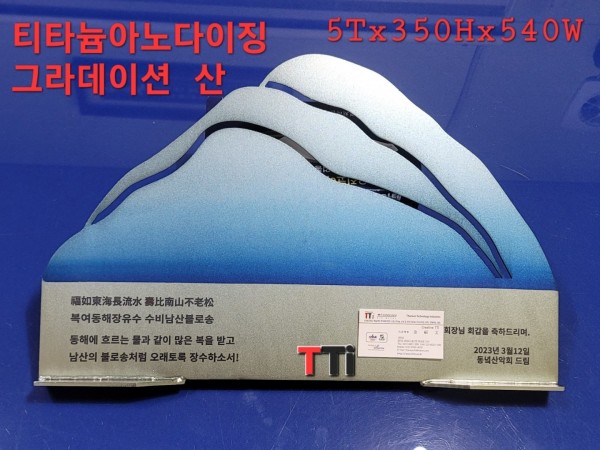 티타늄아노다이징
그라데이션 산
5Tx350Hx540W
福如東海長流水 壽比南山不老松
복여동해장유수 수비남산불로송
동해에 흐르는 물과 같이 많은 복을 받고
남산의 불로송처럼 오래토록 장수하소서!
회장님 회갑을 축하드리며,
2023년 3월12일
동녘산악회 드림
TTi
TTi